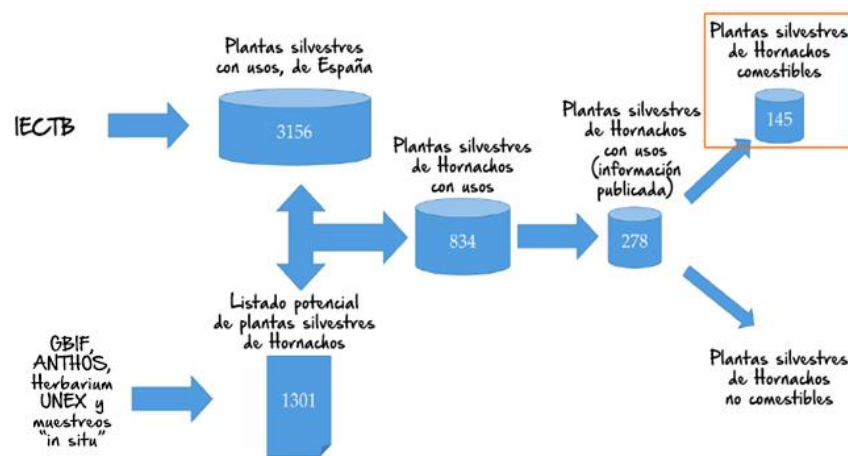 Plantas silvestres
con usos, de España
3156
IECTB
Plantas silvestres
de Hornachos
con usos
834
Plantas silvestres
de Hornachos
con usos
(información
publicada)
278
Plantas silvestres
de Hornachos
comestibles
145
Listado potencial
de plantas silvestres
de Hornachos
1301
GBIF,
ANTHOS,
Herbarium
UNEX y
muestreos
"in situ"
Plantas silvestres
de Hornachos
no comestibles